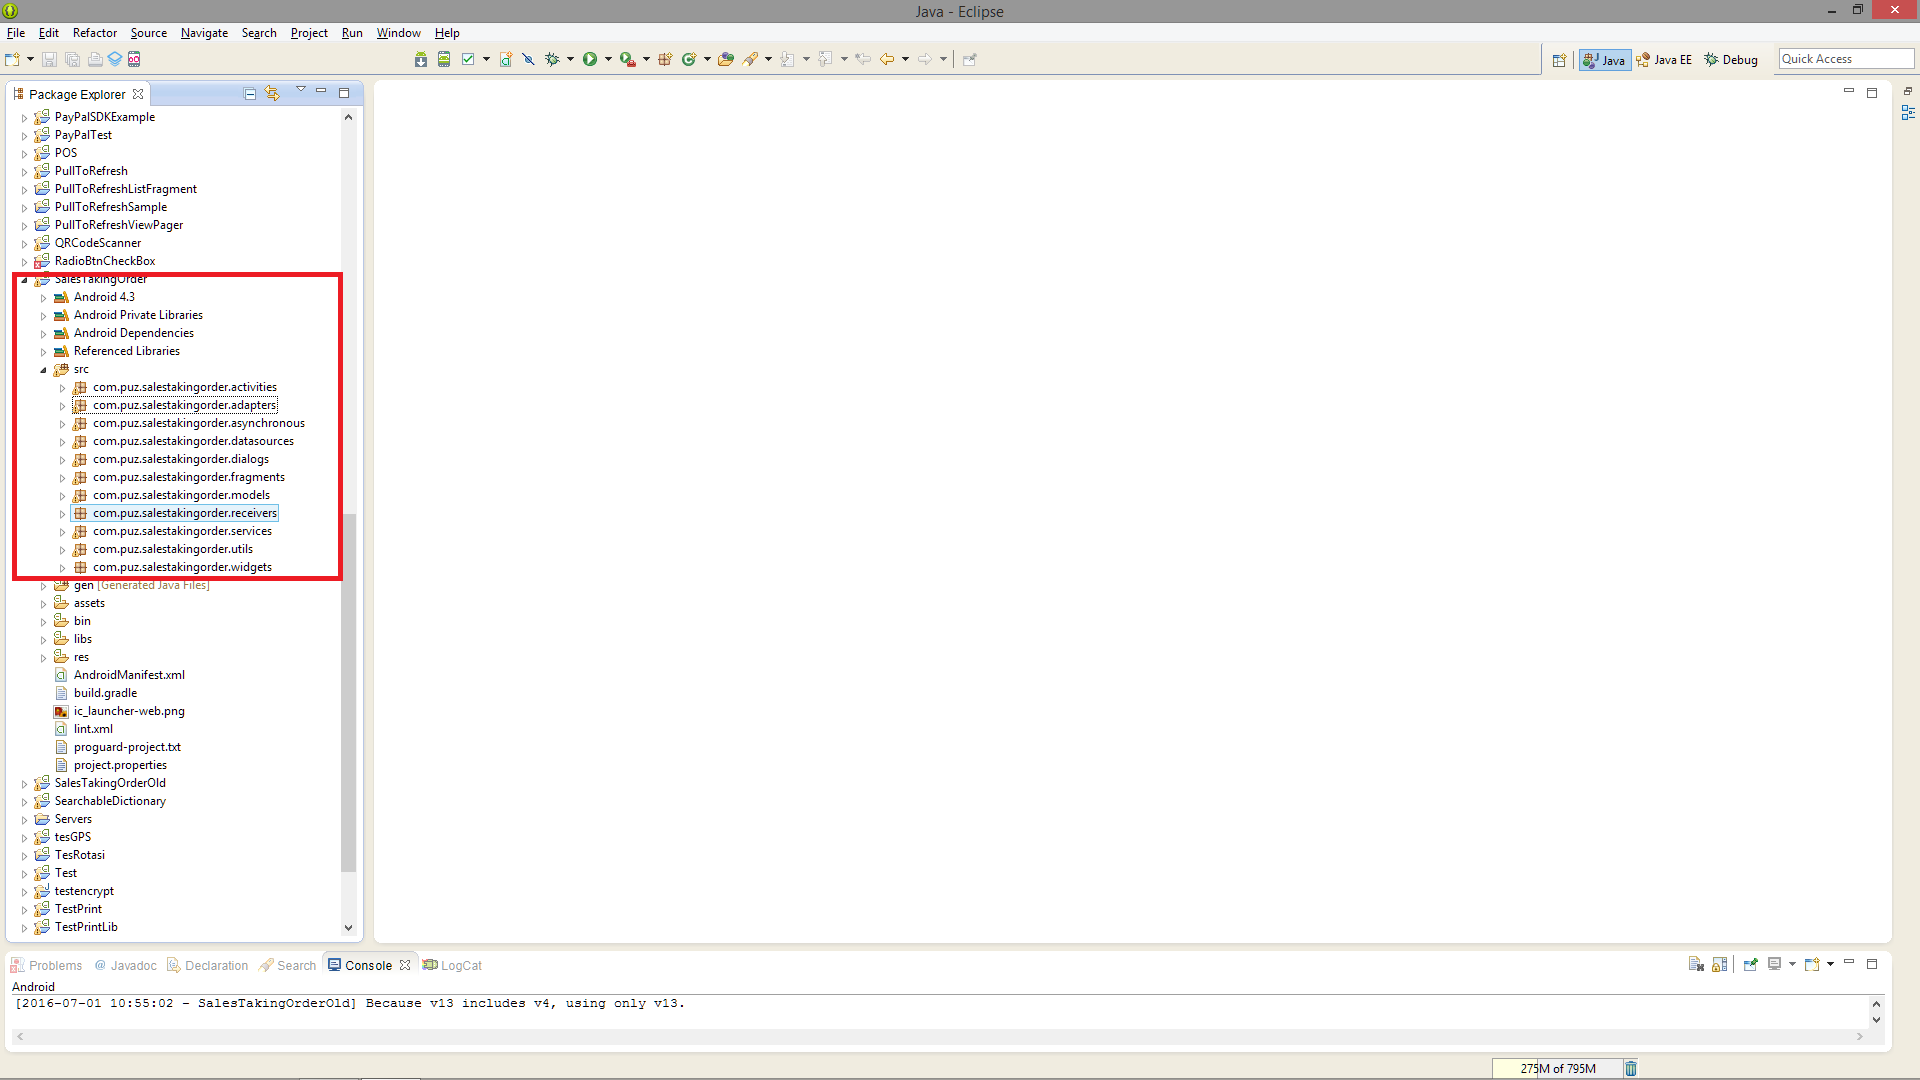 Java - Eclipse
File Edit Refactor Source Navigate Search Project Run Window Help
Java Java EE Debug Quick Access
Package Explorer
PayPalSDKExample
PayPalTest
POS
PullToRefresh
PullToRefreshListFragment
PullToRefreshSample
PullToRefreshViewPager
QRCodeScanner
RadioBtnCheckBox
SalesTakingOrder
Android 4.3
Android Private Libraries
Android Dependencies
Referenced Libraries
src
com.puz.salestakingorder.activities
com.puz.salestakingorder.adapters
com.puz.salestakingorder.asynchronous
com.puz.salestakingorder.datasources
com.puz.salestakingorder.dialogs
com.puz.salestakingorder.fragments
com.puz.salestakingorder.models
com.puz.salestakingorder.receivers
com.puz.salestakingorder.services
com.puz.salestakingorder.utils
com.puz.salestakingorder.widgets
gen [Generated Java Files]
assets
bin
libs
res
AndroidManifest.xml
build.gradle
ic_launcher-web.png
lint.xml
proguard-project.txt
project.properties
SalesTakingOrderOld
SearchableDictionary
Servers
tesGPS
TesRotasi
Test
testencrypt
TestPrint
TestPrintLib
Problems @ Javadoc Declaration Search Console LogCat
Android
[2016-07-01 10:55:02 - SalesTakingOrderOld] Because v13 includes v4, using only v13.
275M of 795M